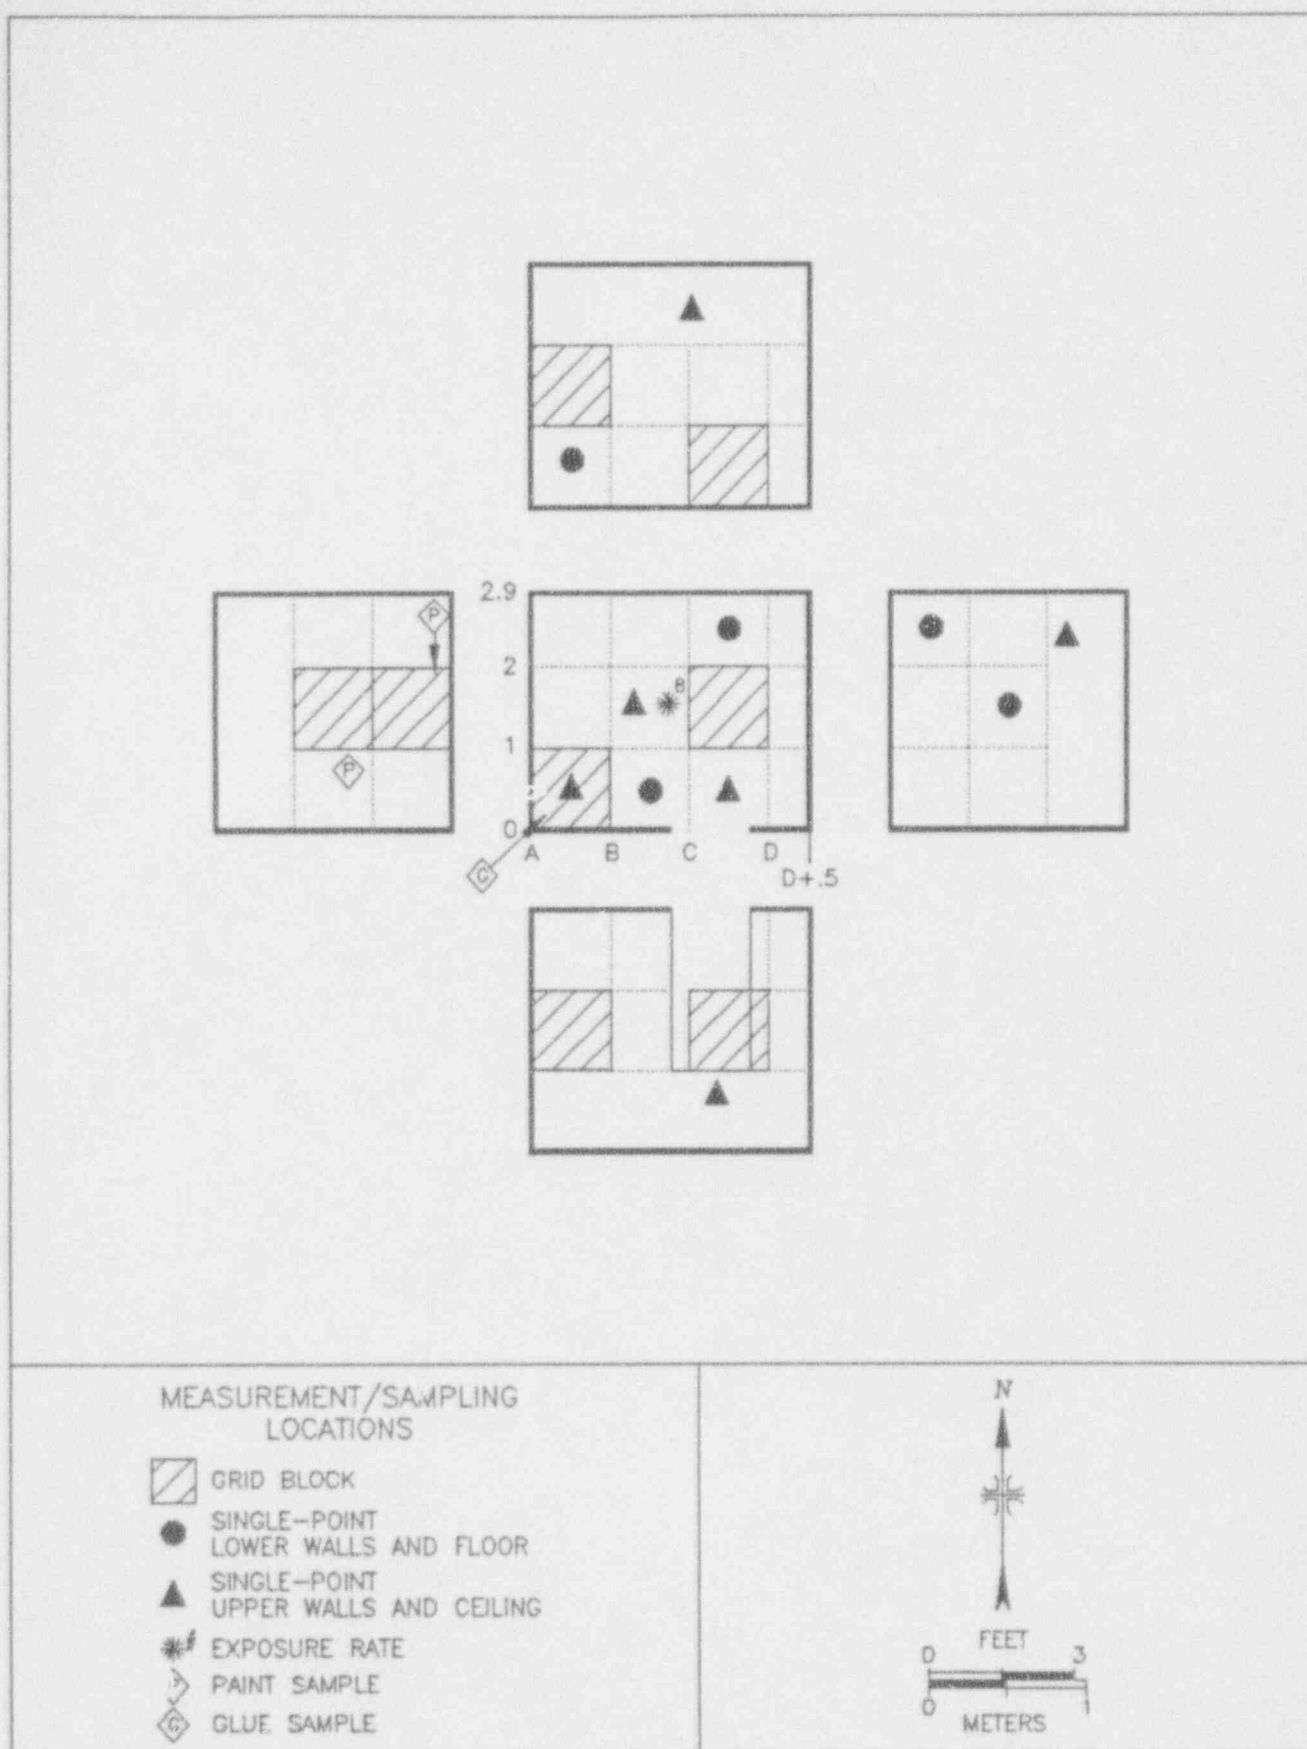 P
2.9
2
8
1
P
0
A B C D
G
D+.5
MEASUREMENT/SAMPLING
LOCATIONS
GRID BLOCK
SINGLE-POINT
LOWER WALLS AND FLOOR
SINGLE-POINT
UPPER WALLS AND CEILING
#
EXPOSURE RATE
PAINT SAMPLE
G
GLUE SAMPLE
N
FEET
0 3
0 1
METERS